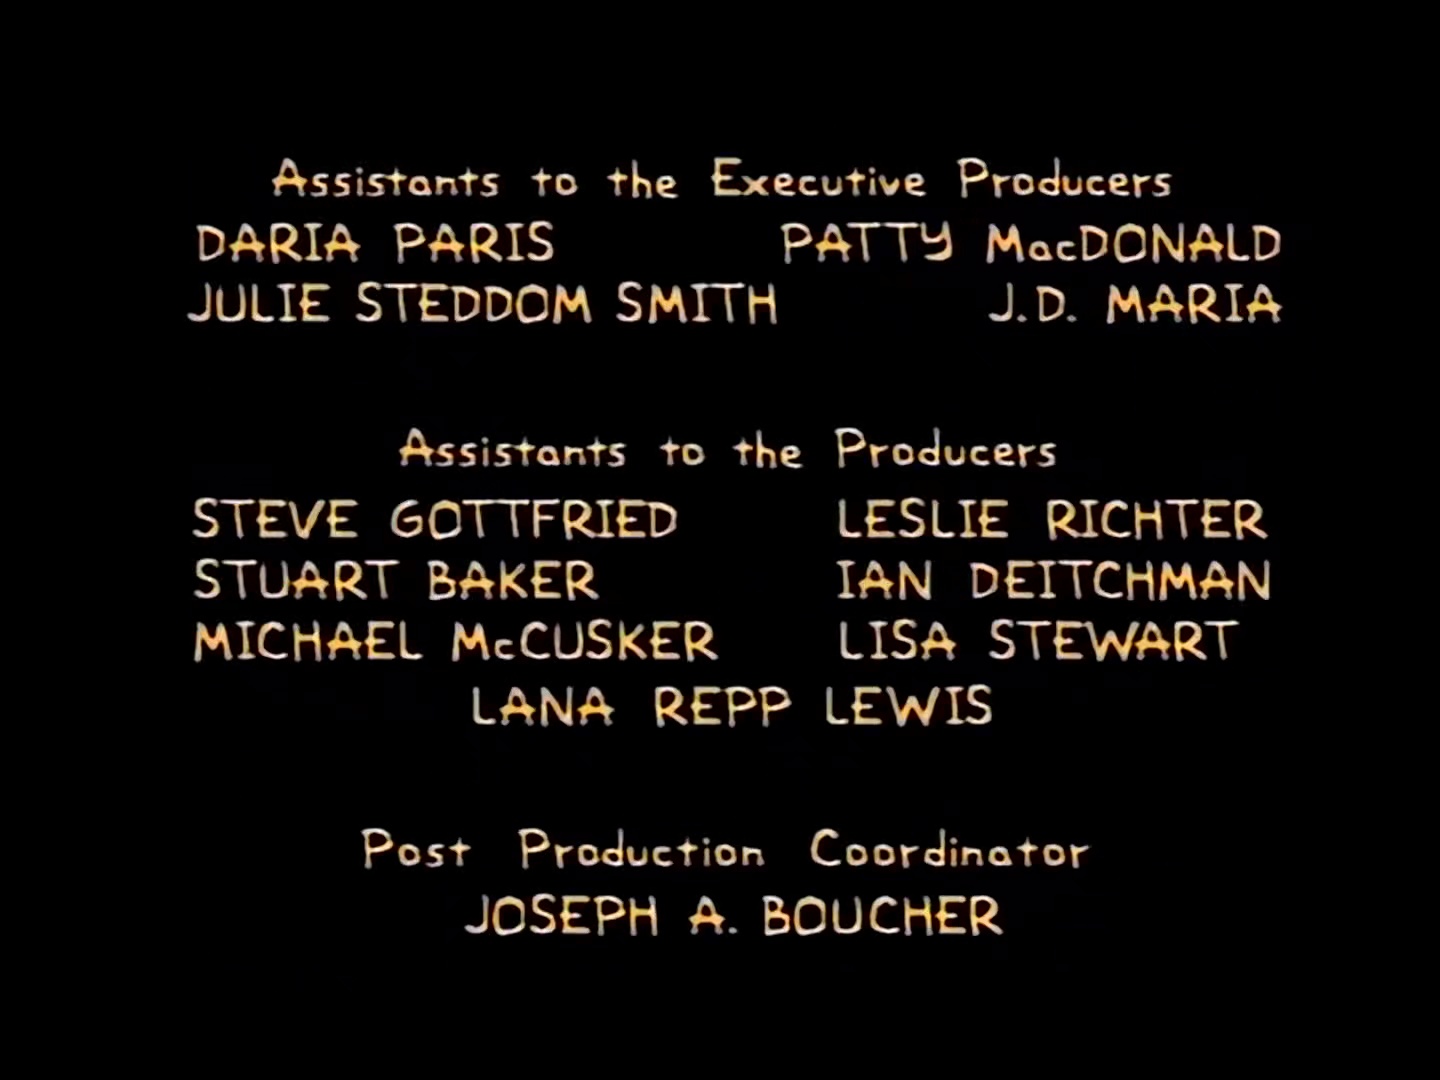 Assistants to the Executive Producers
DARIA PARIS PATTY MacDONALD
JULIE STEDDOM SMITH J.D. MARIA
Assistants to the Producers
STEVE GOTTFRIED LESLIE RICHTER
STUART BAKER IAN DEITCHMAN
MICHAEL McCUSKER LISA STEWART
LANA REPP LEWIS
Post Production Coordinator
JOSEPH A. BOUCHER